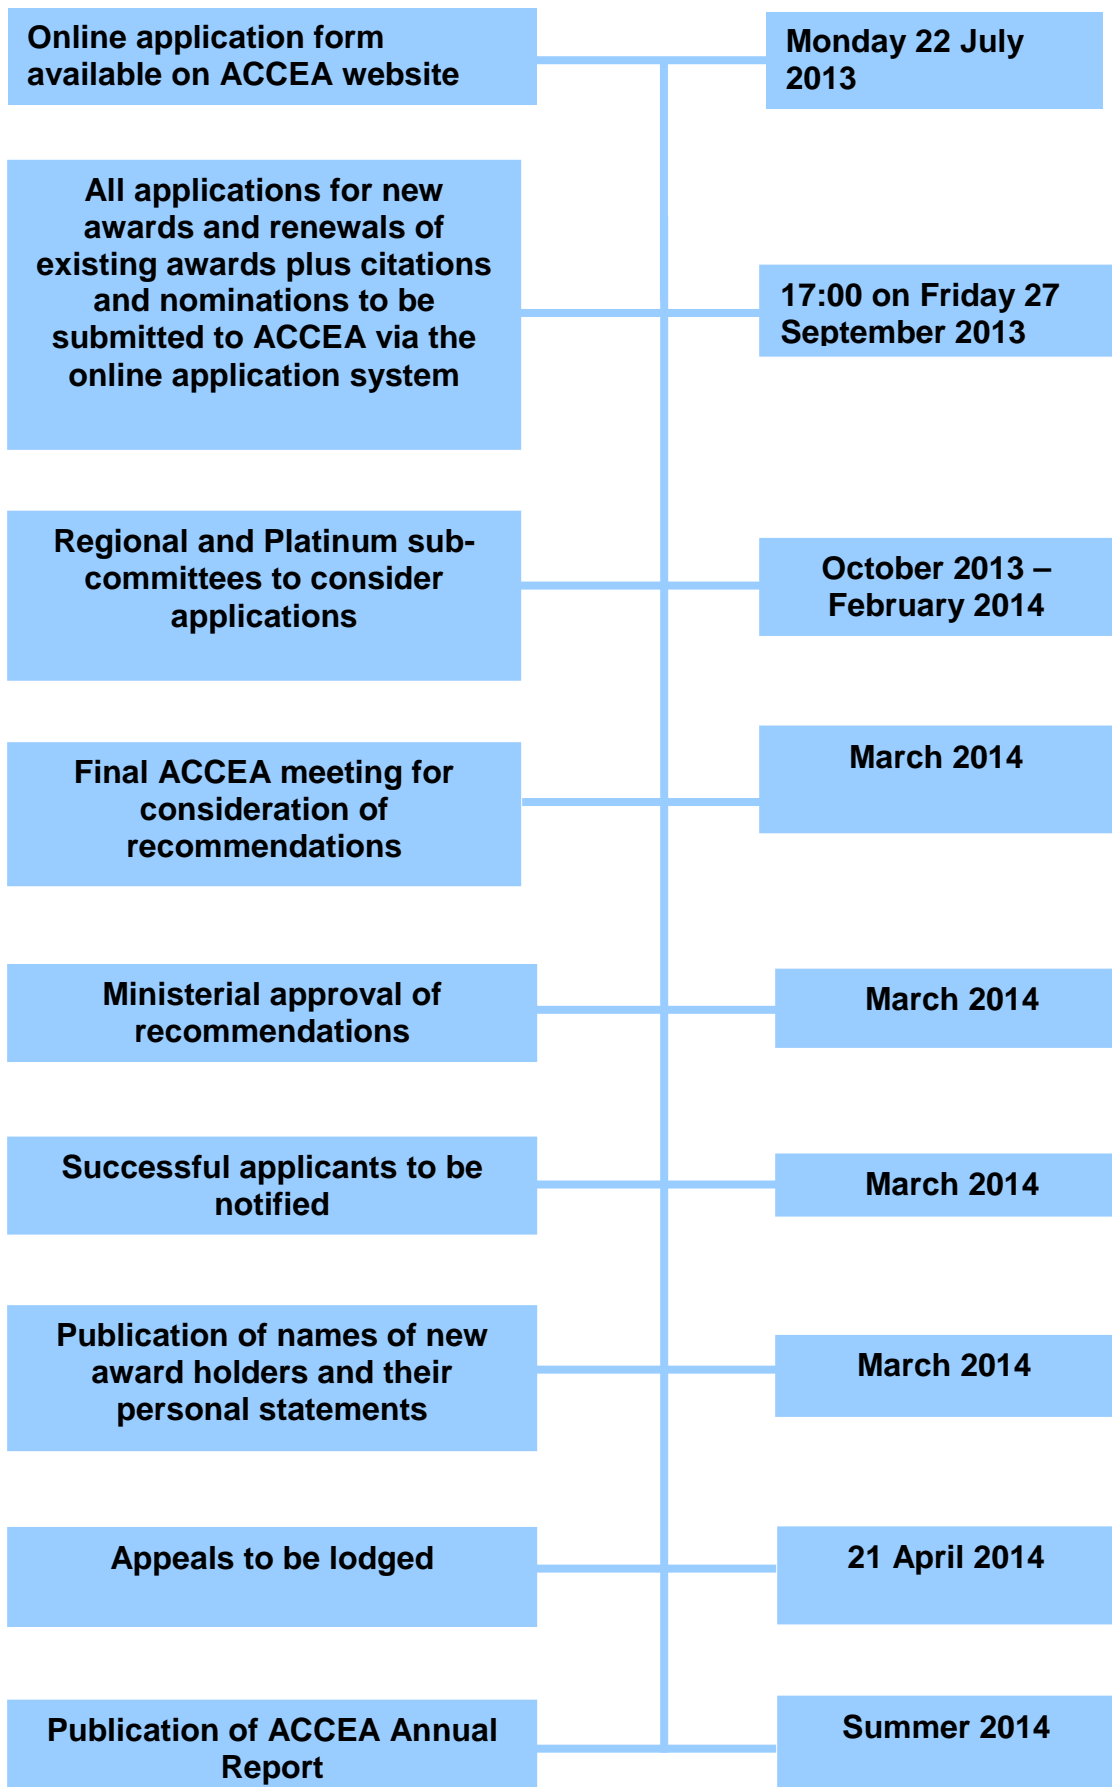 Online application form
available on ACCEA website
Monday 22 July
2013
All applications for new
awards and renewals of
existing awards plus citations
and nominations to be
submitted to ACCEA via the
online application system
17:00 on Friday 27
September 2013
Regional and Platinum sub-
committees to consider
applications
October 2013 –
February 2014
Final ACCEA meeting for
consideration of
recommendations
March 2014
Ministerial approval of
recommendations
March 2014
Successful applicants to be
notified
March 2014
Publication of names of new
award holders and their
personal statements
March 2014
Appeals to be lodged
21 April 2014
Publication of ACCEA Annual
Report
Summer 2014